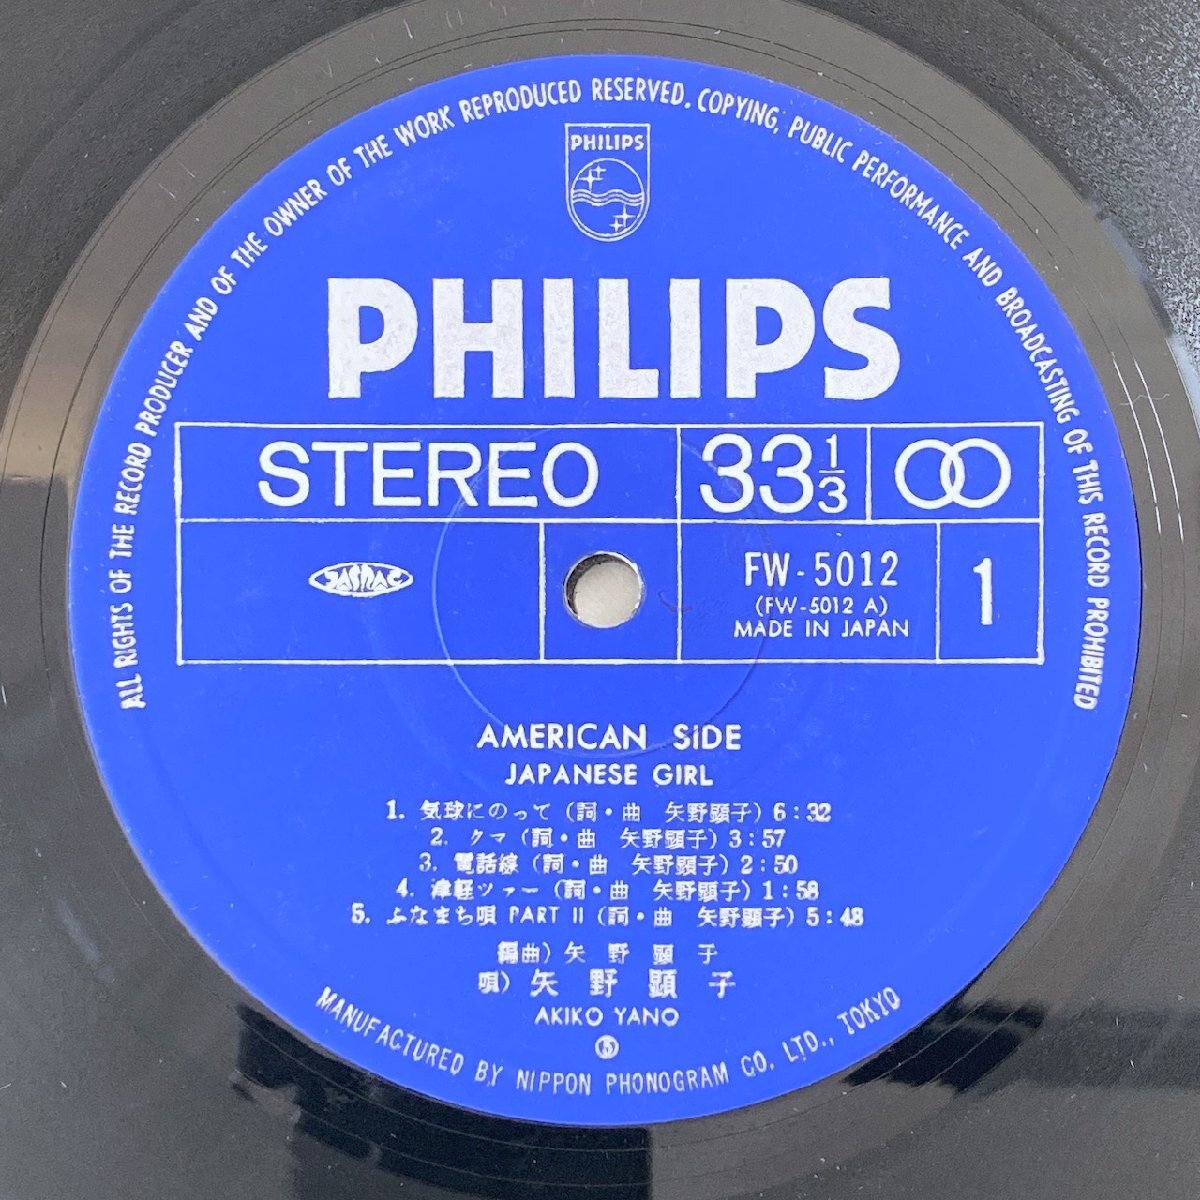 ALL RIGHTS OF THE RECORD PRODUCER AND OF THE OWNER OF THE WORK REPRODUCED RESERVED. COPYING, PUBLIC PERFORMANCE AND BROADCASTING OF THIS RECORD PROHIBITED
PHILIPS
PHILIPS
STEREO
33 1/3
JASRAC
FW-5012
(FW-5012 A)
MADE IN JAPAN
1
AMERICAN SIDE
JAPANESE GIRL
1. 気球にのって (詞・曲 矢野顕子) 6:32
2. クマ (詞・曲 矢野顕子) 3:57
3. 電話線 (詞・曲 矢野顕子) 2:50
4. 津軽ツァー (詞・曲 矢野顕子) 1:58
5. ふなまち唄 PART II (詞・曲 矢野顕子) 5:48
編曲) 矢野顕子
唄) 矢野顕子
AKIKO YANO
MANUFACTURED BY NIPPON PHONOGRAM CO. LTD., TOKYO